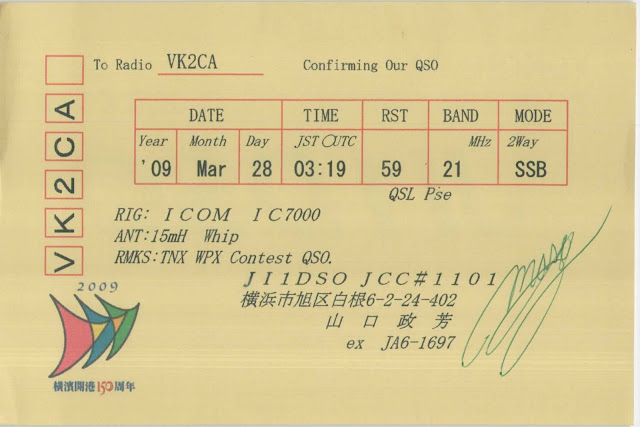 To Radio VK2CA Confirming Our QSO
VK2CA
DATE TIME RST BAND MODE
Year Month Day JST UTC MHz 2Way
'09 Mar 28 03:19 59 21 SSB
QSL Pse
RIG: ICOM IC7000
ANT:15mH Whip
RMKS:TNX WPX Contest QSO.
JI1DSO JCC#1101
横浜市旭区白根6-2-24-402
山口政芳
ex JA6-1697
2009
横濱開港150周年